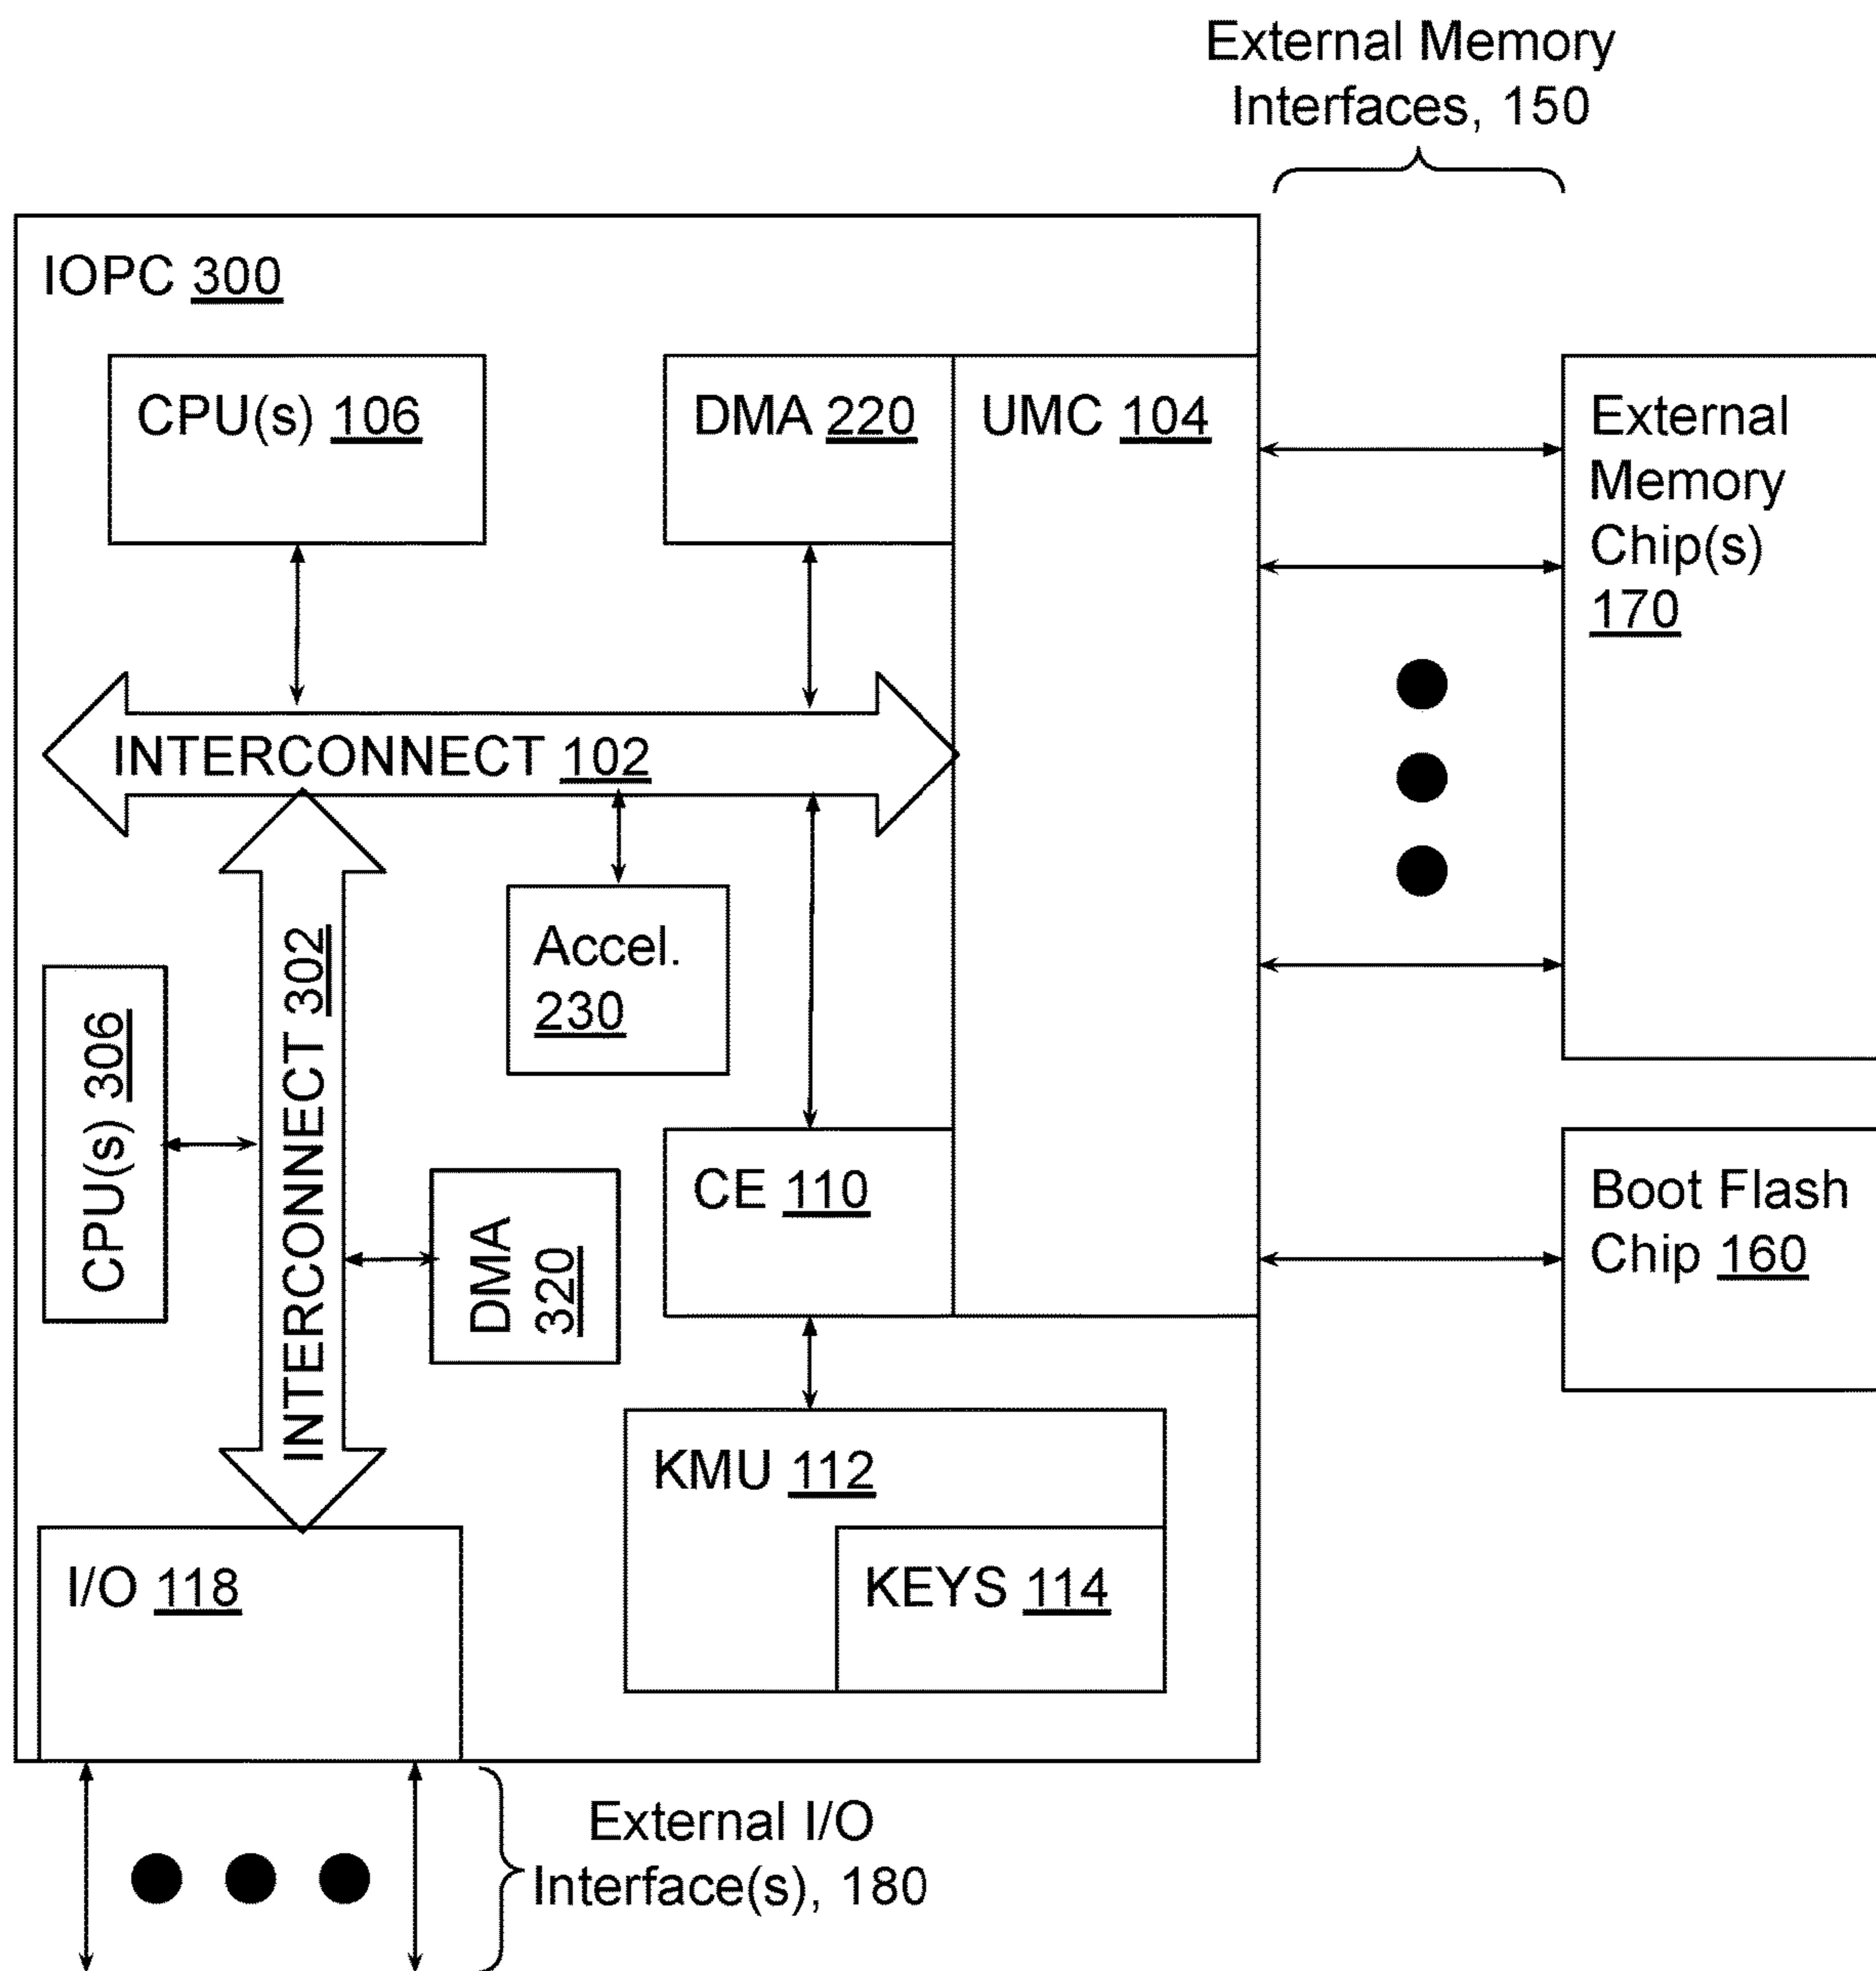 External Memory
Interfaces, 150
IOPC 300
CPU(s) 106
DMA 220
UMC 104
External
Memory
Chip(s)
170
INTERCONNECT 102
Accel.
230
INTERCONNECT 302
CPU(s) 306
DMA
320
CE 110
Boot Flash
Chip 160
KMU 112
KEYS 114
I/O 118
External I/O
Interface(s), 180